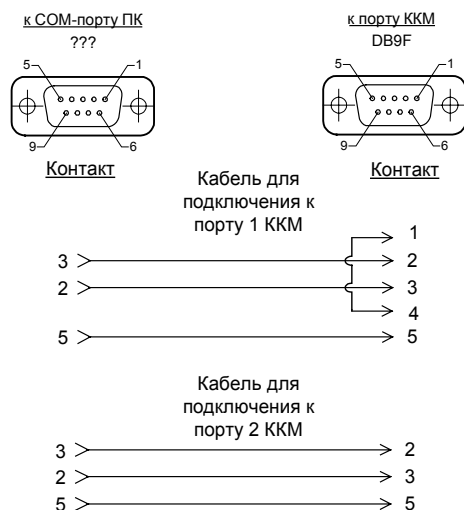 к COM-порту ПК
???
5 1
9 6
Контакт
к порту ККМ
DB9F
5 1
9 6
Контакт
Кабель для
подключения к
порту 1 ККМ
1
3 2
2 3
4
5 5
Кабель для
подключения к
порту 2 ККМ
3 2
2 3
5 5